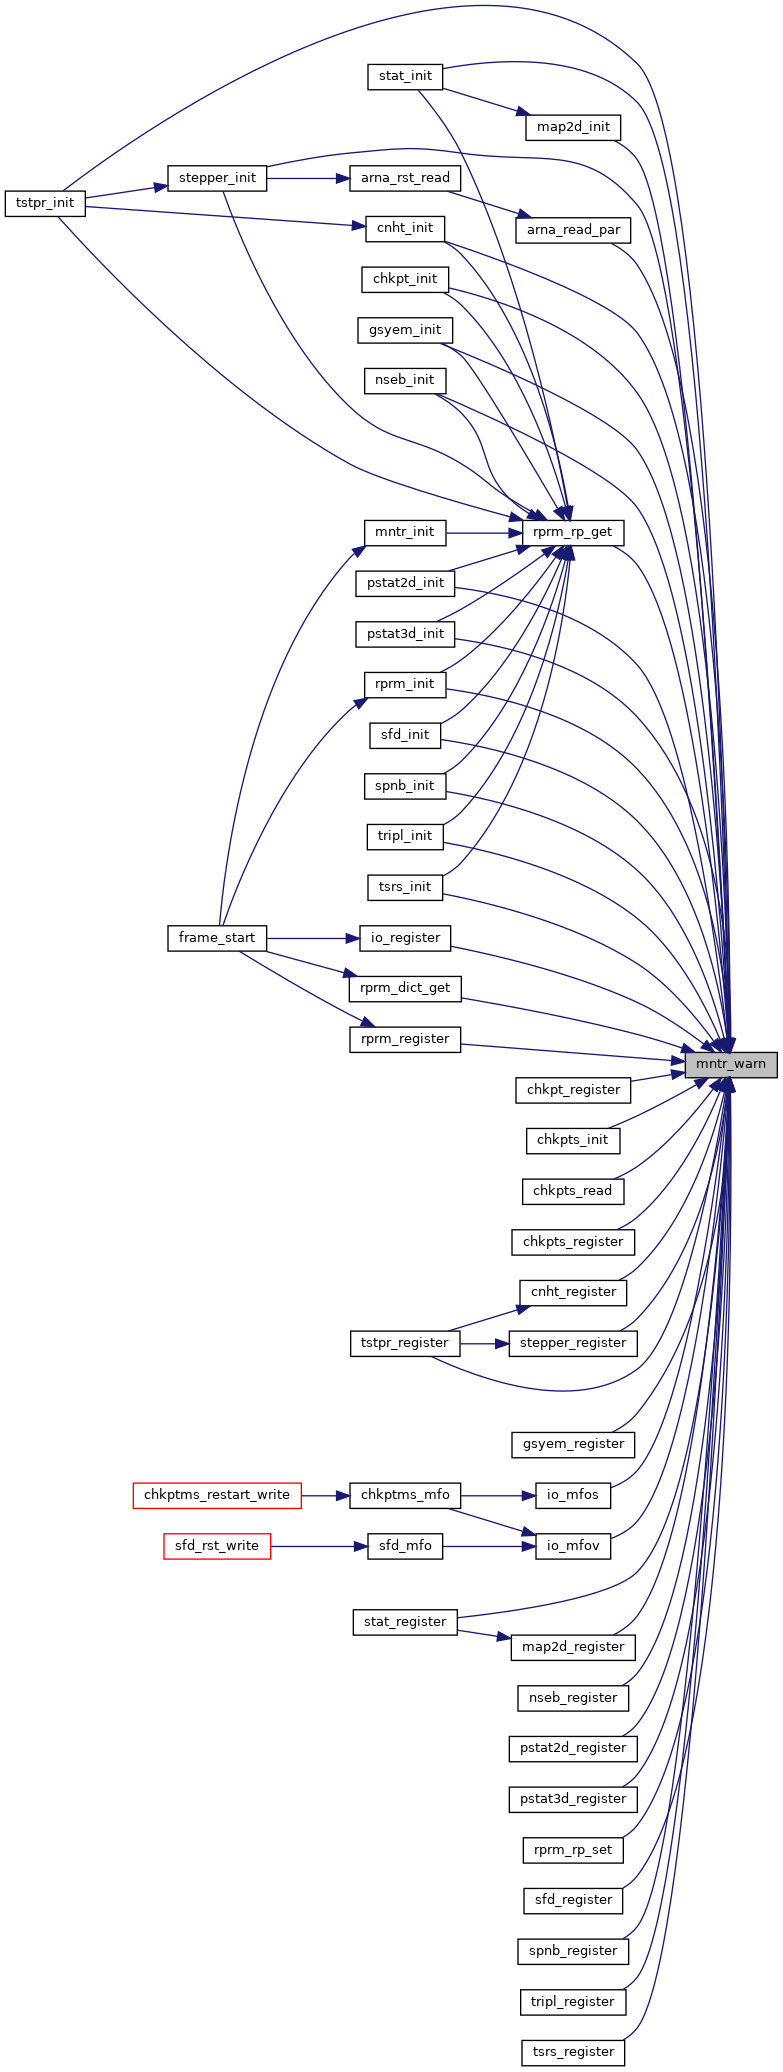 stat_init
map2d_init
stepper_init
arna_rst_read
tstpr_init
cnht_init
arna_read_par
chkpt_init
gsyem_init
nseb_init
mntr_init
rprm_rp_get
pstat2d_init
pstat3d_init
rprm_init
sfd_init
spnb_init
tripl_init
tsrs_init
frame_start
io_register
rprm_dict_get
rprm_register
mntr_warn
chkpt_register
chkpts_init
chkpts_read
chkpts_register
cnht_register
tstpr_register
stepper_register
gsyem_register
chkptms_restart_write
chkptms_mfo
io_mfos
sfd_rst_write
sfd_mfo
io_mfov
stat_register
map2d_register
nseb_register
pstat2d_register
pstat3d_register
rprm_rp_set
sfd_register
spnb_register
tripl_register
tsrs_register